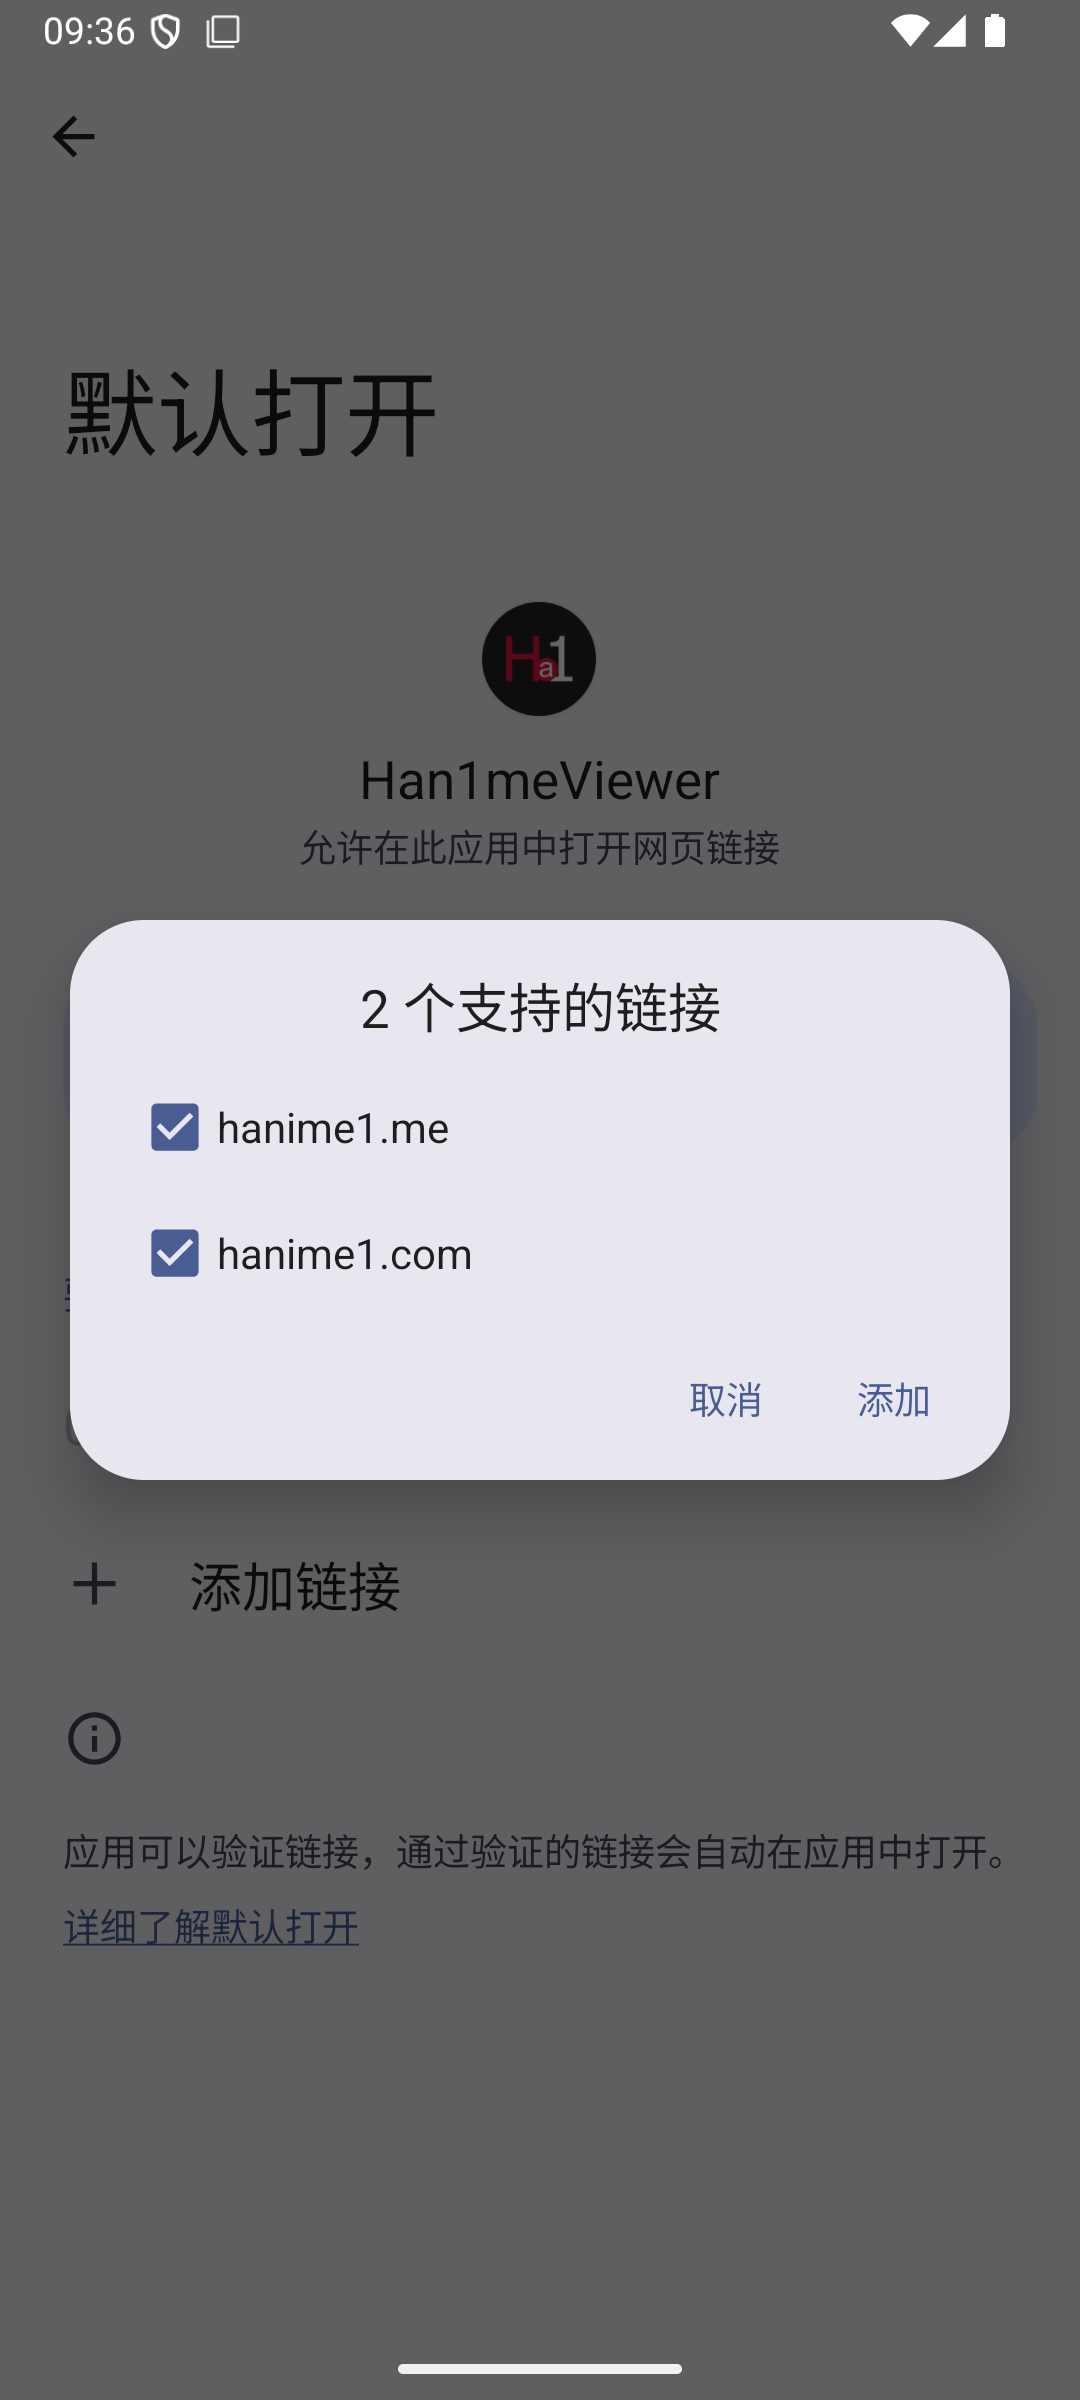 09:36
默认打开
Ha1
Han1meViewer
允许在此应用中打开网页链接
2 个支持的链接
hanime1.me
hanime1.com
取消
添加
添加链接
应用可以验证链接，通过验证的链接会自动在应用中打开。
详细了解默认打开